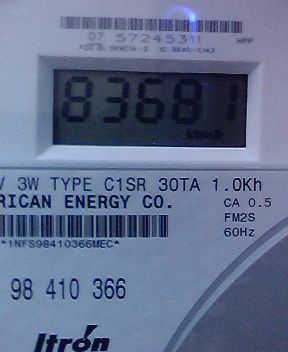 07 57245311
83681
kWh
V 3W TYPE C1SR 30TA 1.0Kh
RICAN ENERGY CO.
CA 0.5
FM2S
60Hz
*1NFS98410366MEC*
98 410 366
Itron